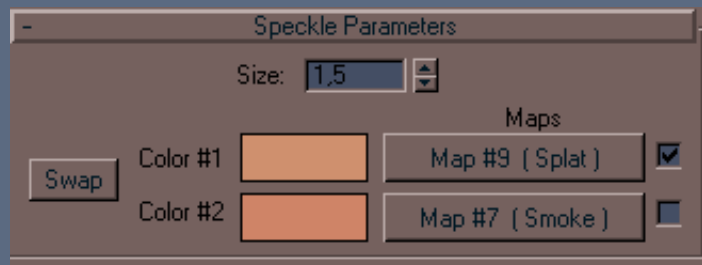 - Speckle Parameters
Size: 1,5
Maps
Color #1 Map #9 ( Splat )
Swap
Color #2 Map #7 ( Smoke )